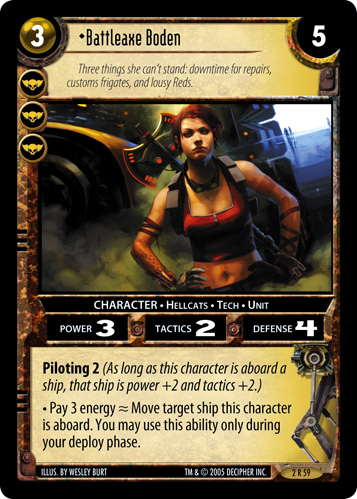 3
•Battleaxe Boden
5
Three things she can't stand: downtime for repairs,
customs frigates, and lousy Reds.
CHARACTER • HELLCATS • TECH • UNIT
POWER 3 TACTICS 2 DEFENSE 4
Piloting 2 (As long as this character is aboard a
ship, that ship is power +2 and tactics +2.)
• Pay 3 energy ≈ Move target ship this character
is aboard. You may use this ability only during
your deploy phase.
ILLUS. BY WESLEY BURT TM & © 2005 DECIPHER INC. 2 R 59